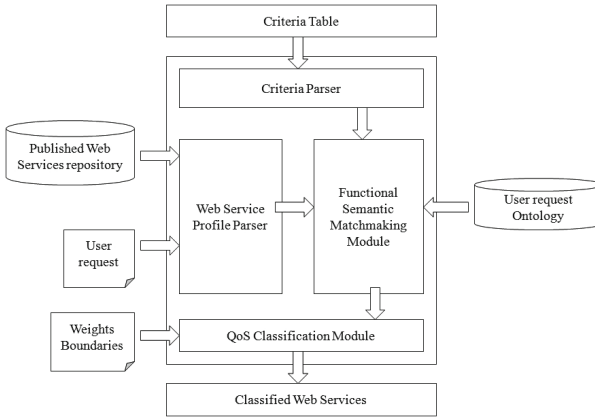 Criteria Table
Criteria Parser
Published Web
Services repository
Web Service
Profile Parser
Functional
Semantic
Matchmaking
Module
User request
Ontology
User
request
Weights
Boundaries
QoS Classification Module
Classified Web Services